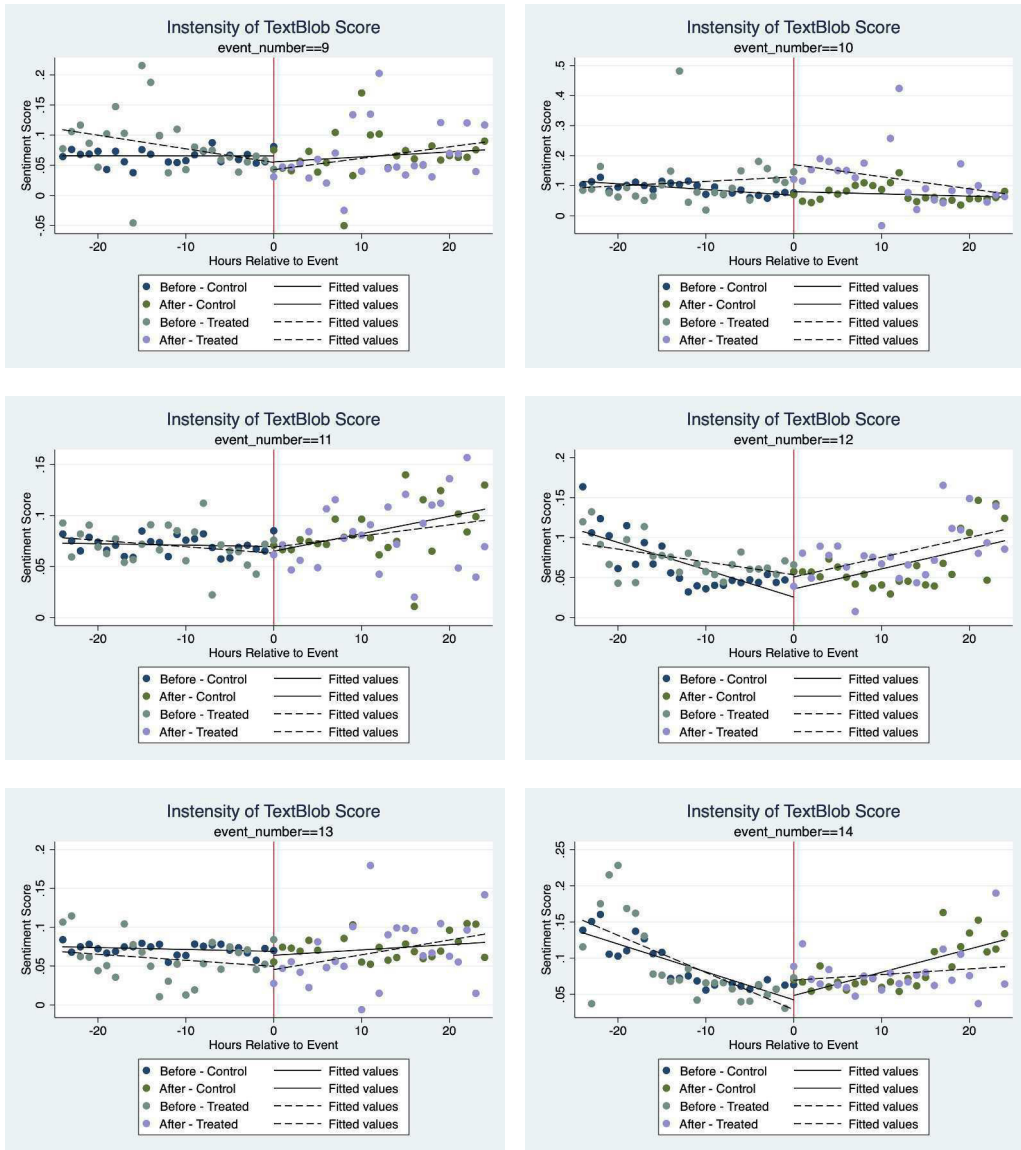 Instensity of TextBlob Score
event_number==9
Sentiment Score
.2
.15
.1
.05
0
-.05
-20 -10 0 10 20
Hours Relative to Event
Before - Control Fitted values
After - Control Fitted values
Before - Treated Fitted values
After - Treated Fitted values
Instensity of TextBlob Score
event_number==10
Sentiment Score
.5
.4
.3
.2
.1
0
-20 -10 0 10 20
Hours Relative to Event
Before - Control Fitted values
After - Control Fitted values
Before - Treated Fitted values
After - Treated Fitted values
Instensity of TextBlob Score
event_number==11
Sentiment Score
.15
.1
.05
0
-20 -10 0 10 20
Hours Relative to Event
Before - Control Fitted values
After - Control Fitted values
Before - Treated Fitted values
After - Treated Fitted values
Instensity of TextBlob Score
event_number==12
Sentiment Score
.2
.15
.1
.05
0
-20 -10 0 10 20
Hours Relative to Event
Before - Control Fitted values
After - Control Fitted values
Before - Treated Fitted values
After - Treated Fitted values
Instensity of TextBlob Score
event_number==13
Sentiment Score
.2
.15
.1
.05
0
-20 -10 0 10 20
Hours Relative to Event
Before - Control Fitted values
After - Control Fitted values
Before - Treated Fitted values
After - Treated Fitted values
Instensity of TextBlob Score
event_number==14
Sentiment Score
.25
.2
.15
.1
.05
-20 -10 0 10 20
Hours Relative to Event
Before - Control Fitted values
After - Control Fitted values
Before - Treated Fitted values
After - Treated Fitted values